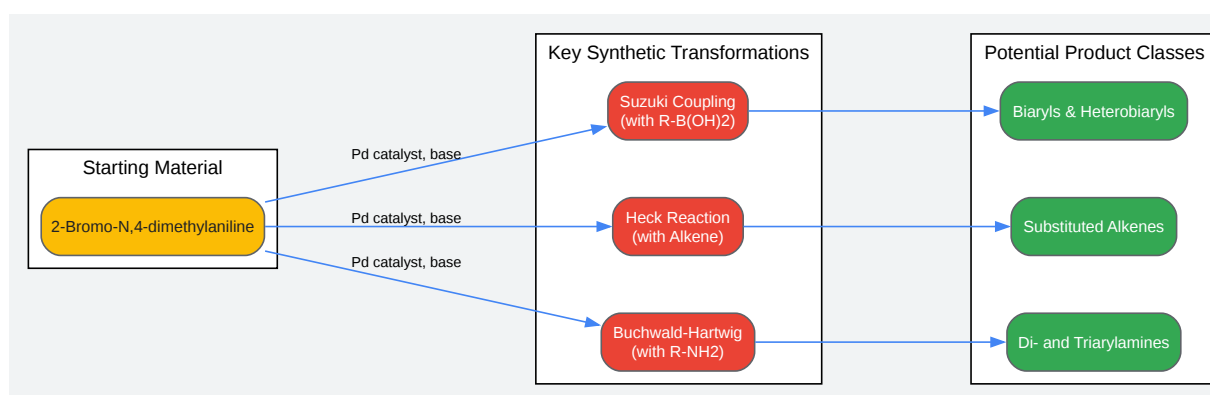 Starting Material
2-Bromo-N,4-dimethylaniline
Pd catalyst, base
Pd catalyst, base
Pd catalyst, base
Key Synthetic Transformations
Suzuki Coupling
(with R-B(OH)2)
Heck Reaction
(with Alkene)
Buchwald-Hartwig
(with R-NH2)
Potential Product Classes
Biaryls & Heterobiaryls
Substituted Alkenes
Di- and Triarylamines